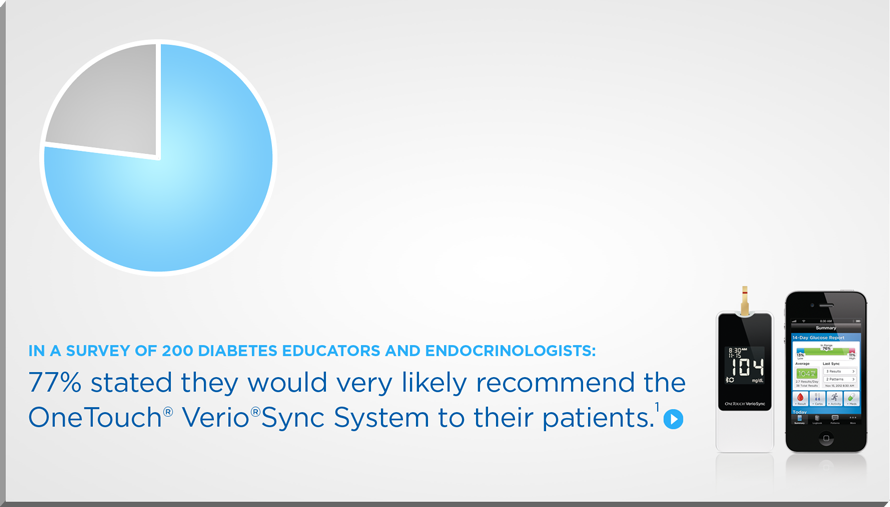 IN A SURVEY OF 200 DIABETES EDUCATORS AND ENDOCRINOLOGISTS:
77% stated they would very likely recommend the
OneTouch® Verio®Sync System to their patients.1
8:30 AM
11-15
104
mg/dL
OneTouch VerioSync
Summary
14-Day Glucose Report
Average
Last Sync
Today